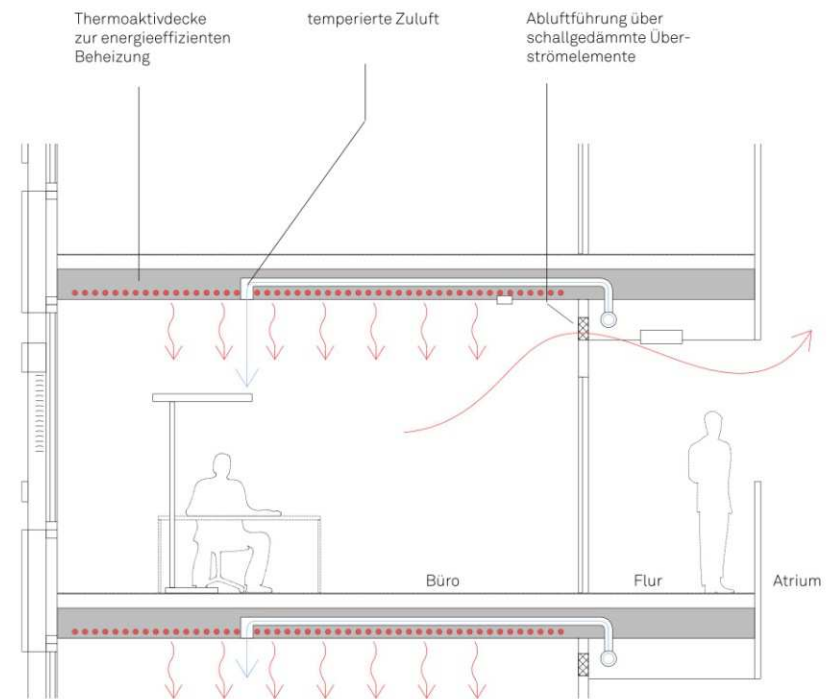 Thermoaktivdecke
zur energieeffizienten
Beheizung
temperierte Zuluft
Abluftführung über
schallgedämmte Über-
strömelemente
Büro
Flur
Atrium